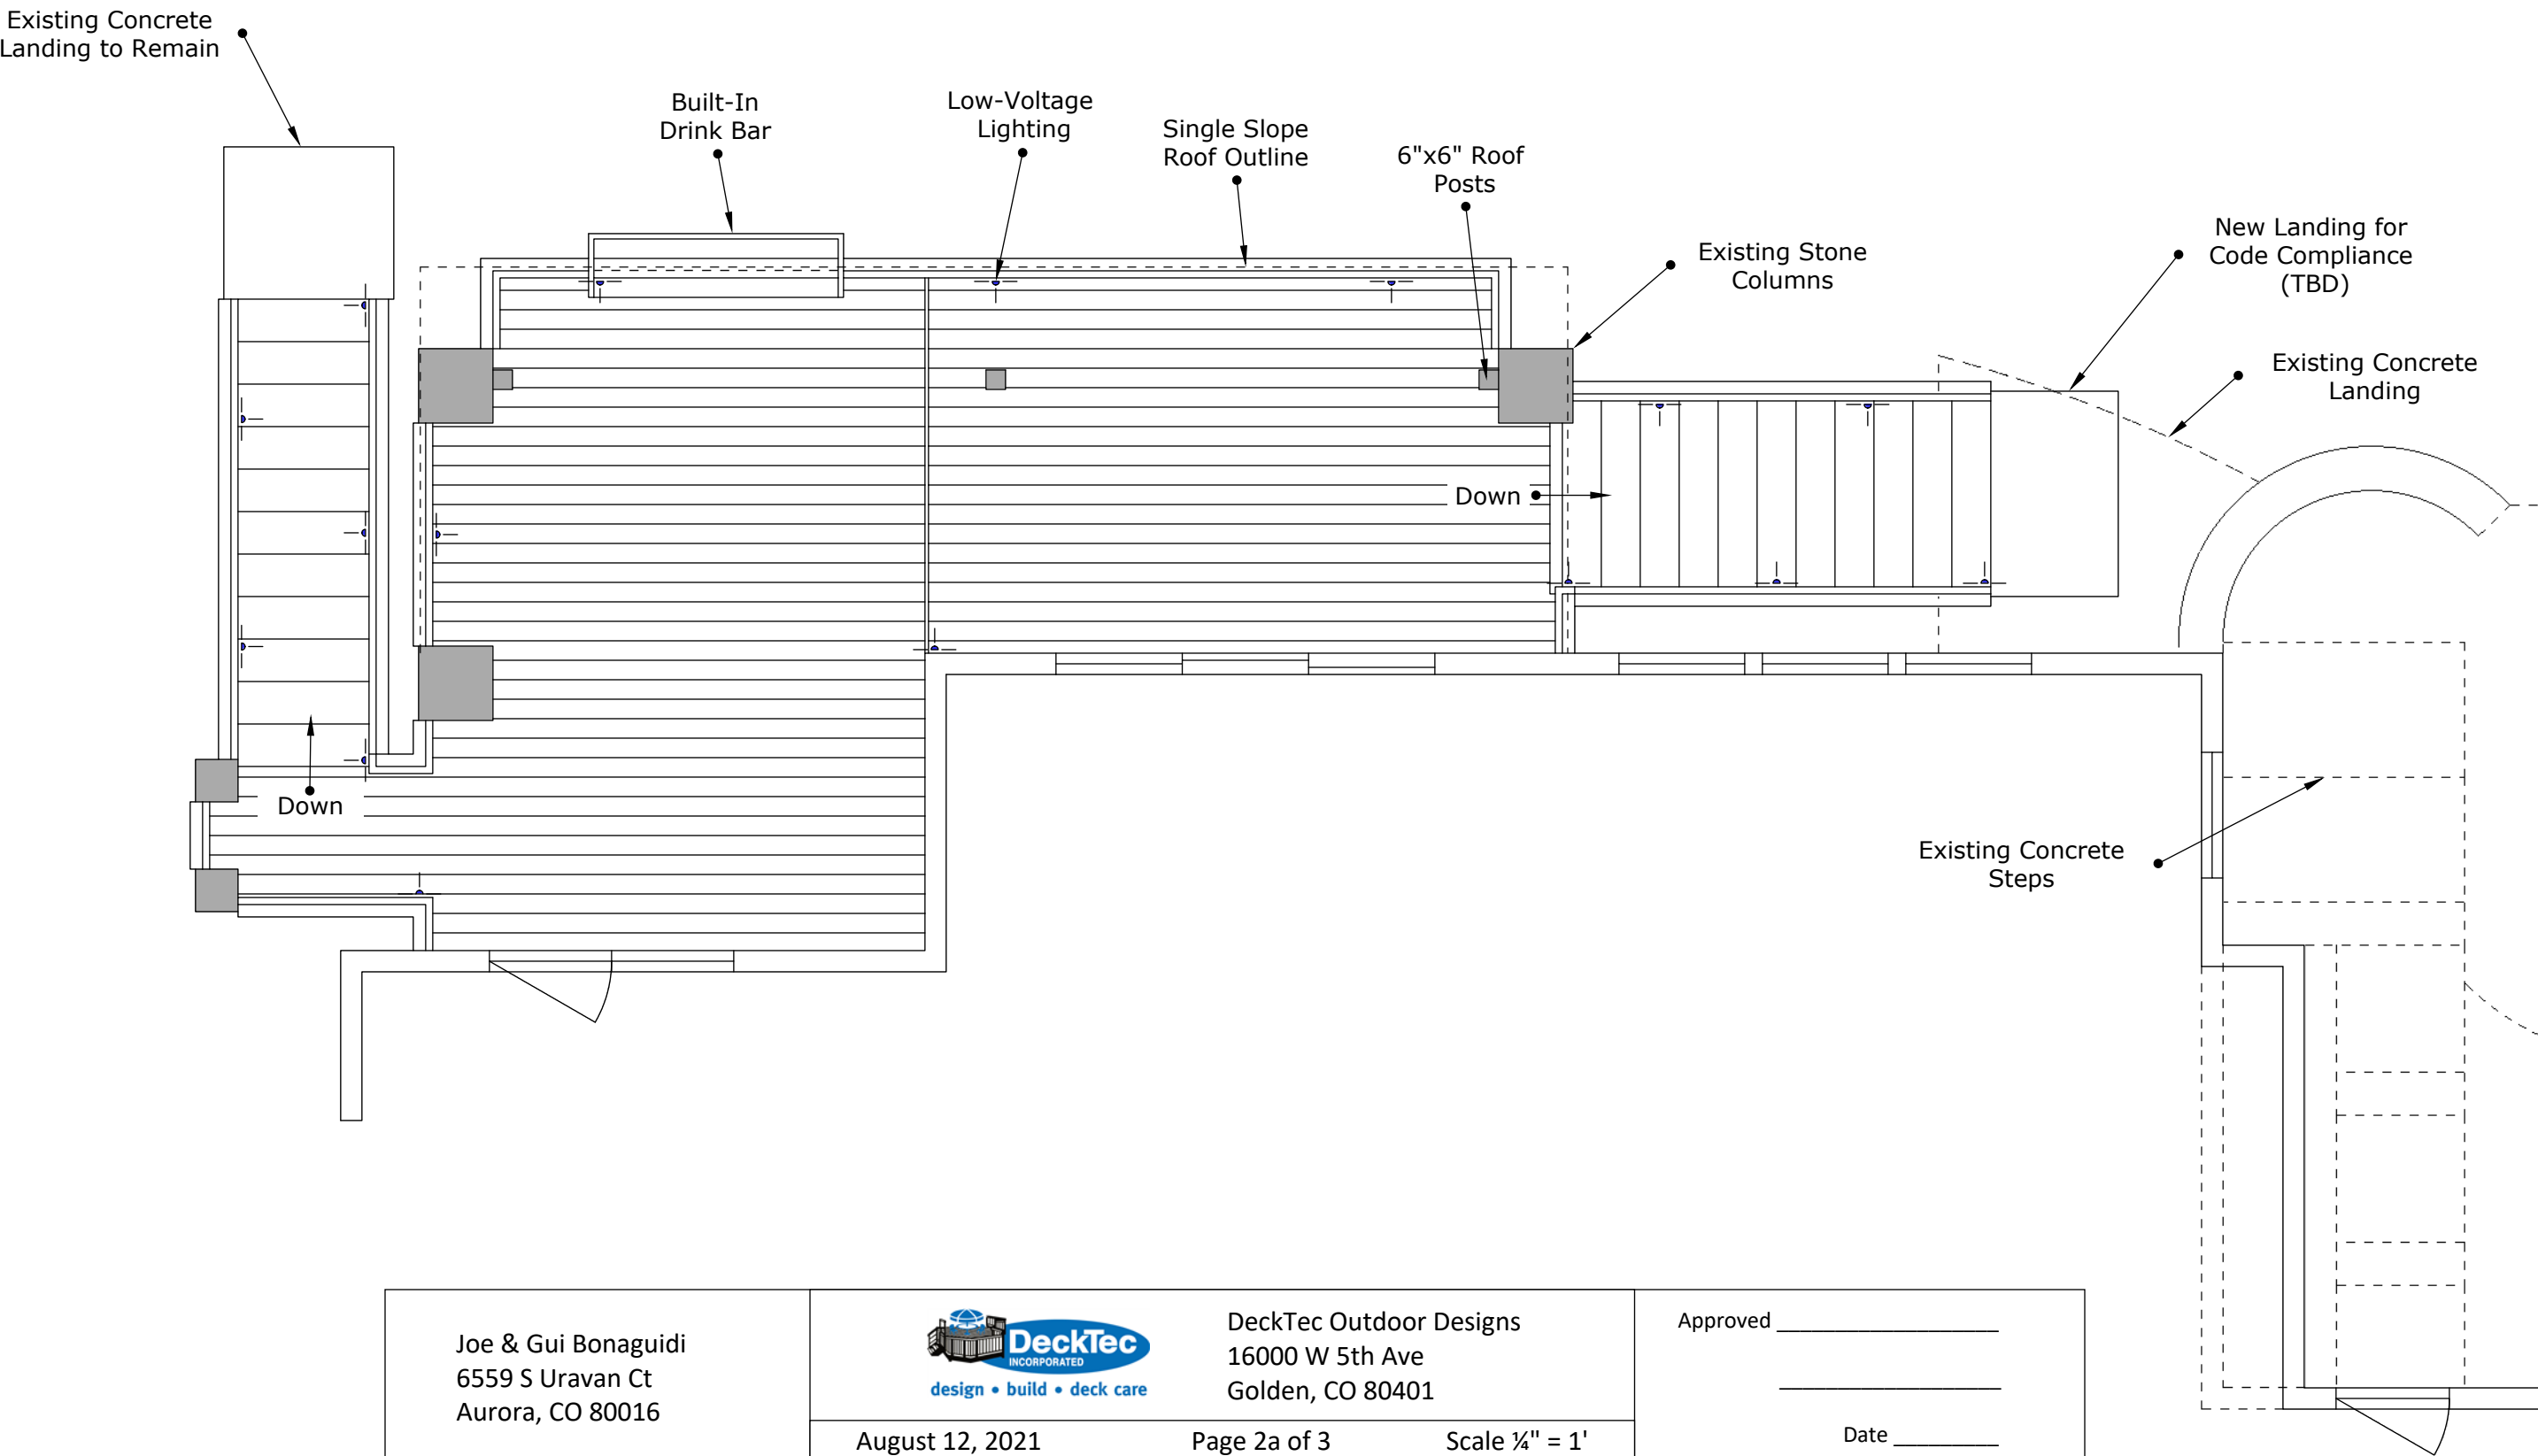 Existing Concrete
Landing to Remain
Built-In
Drink Bar
Low-Voltage
Lighting
Single Slope
Roof Outline
6"x6" Roof
Posts
Existing Stone
Columns
New Landing for
Code Compliance
(TBD)
Existing Concrete
Landing
Down
Down
Existing Concrete
Steps
Joe & Gui Bonaguidi
6559 S Uravan Ct
Aurora, CO 80016
DeckTec
INCORPORATED
design • build • deck care
DeckTec Outdoor Designs
16000 W 5th Ave
Golden, CO 80401
August 12, 2021
Page 2a of 3
Scale ¼" = 1'
Approved
Date